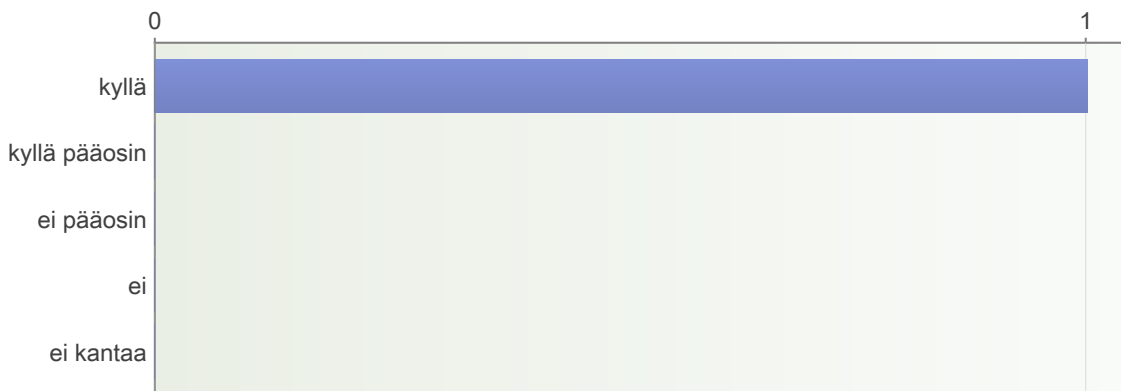 0 1
kyllä
kyllä pääosin
ei pääosin
ei
ei kantaa